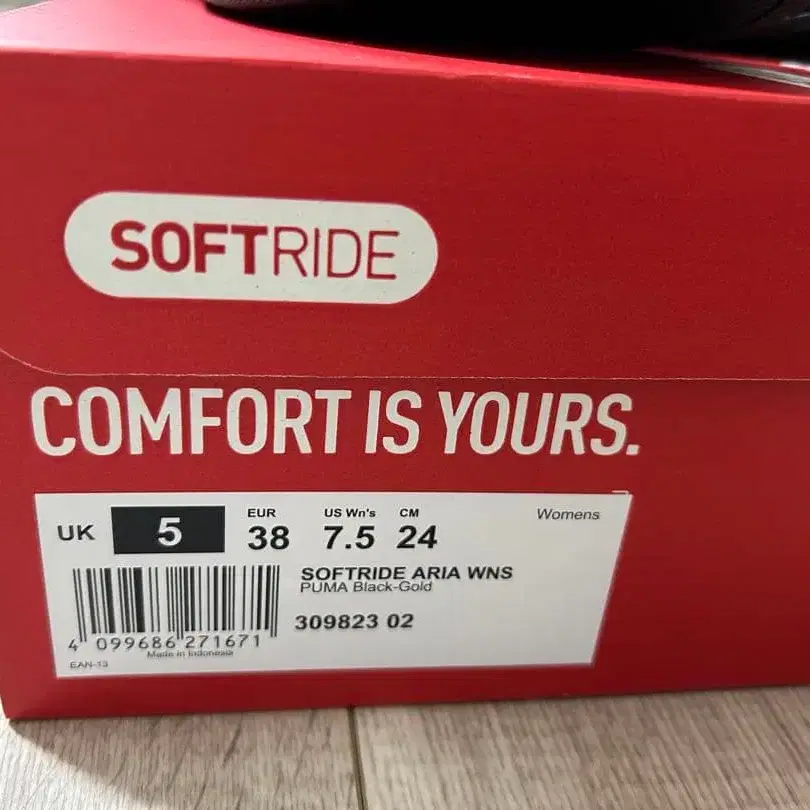 SOFTRIDE
COMFORT IS YOURS.
Womens
EUR US Wn's CM
UK 5 38 7.5 24
SOFTRIDE ARIA WNS
PUMA Black-Gold
309823 02
4 099686 271671
Made in Indonesia
EAN-13